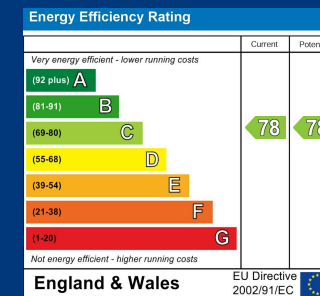 Energy Efficiency Rating
Current
Very energy efficient - lower running costs
(92 plus) A
(81-91) B
(69-80) C
78
(55-68) D
(39-54) E
(21-38) F
(1-20) G
Not energy efficient - higher running costs
England & Wales
EU Directive
2002/91/EC